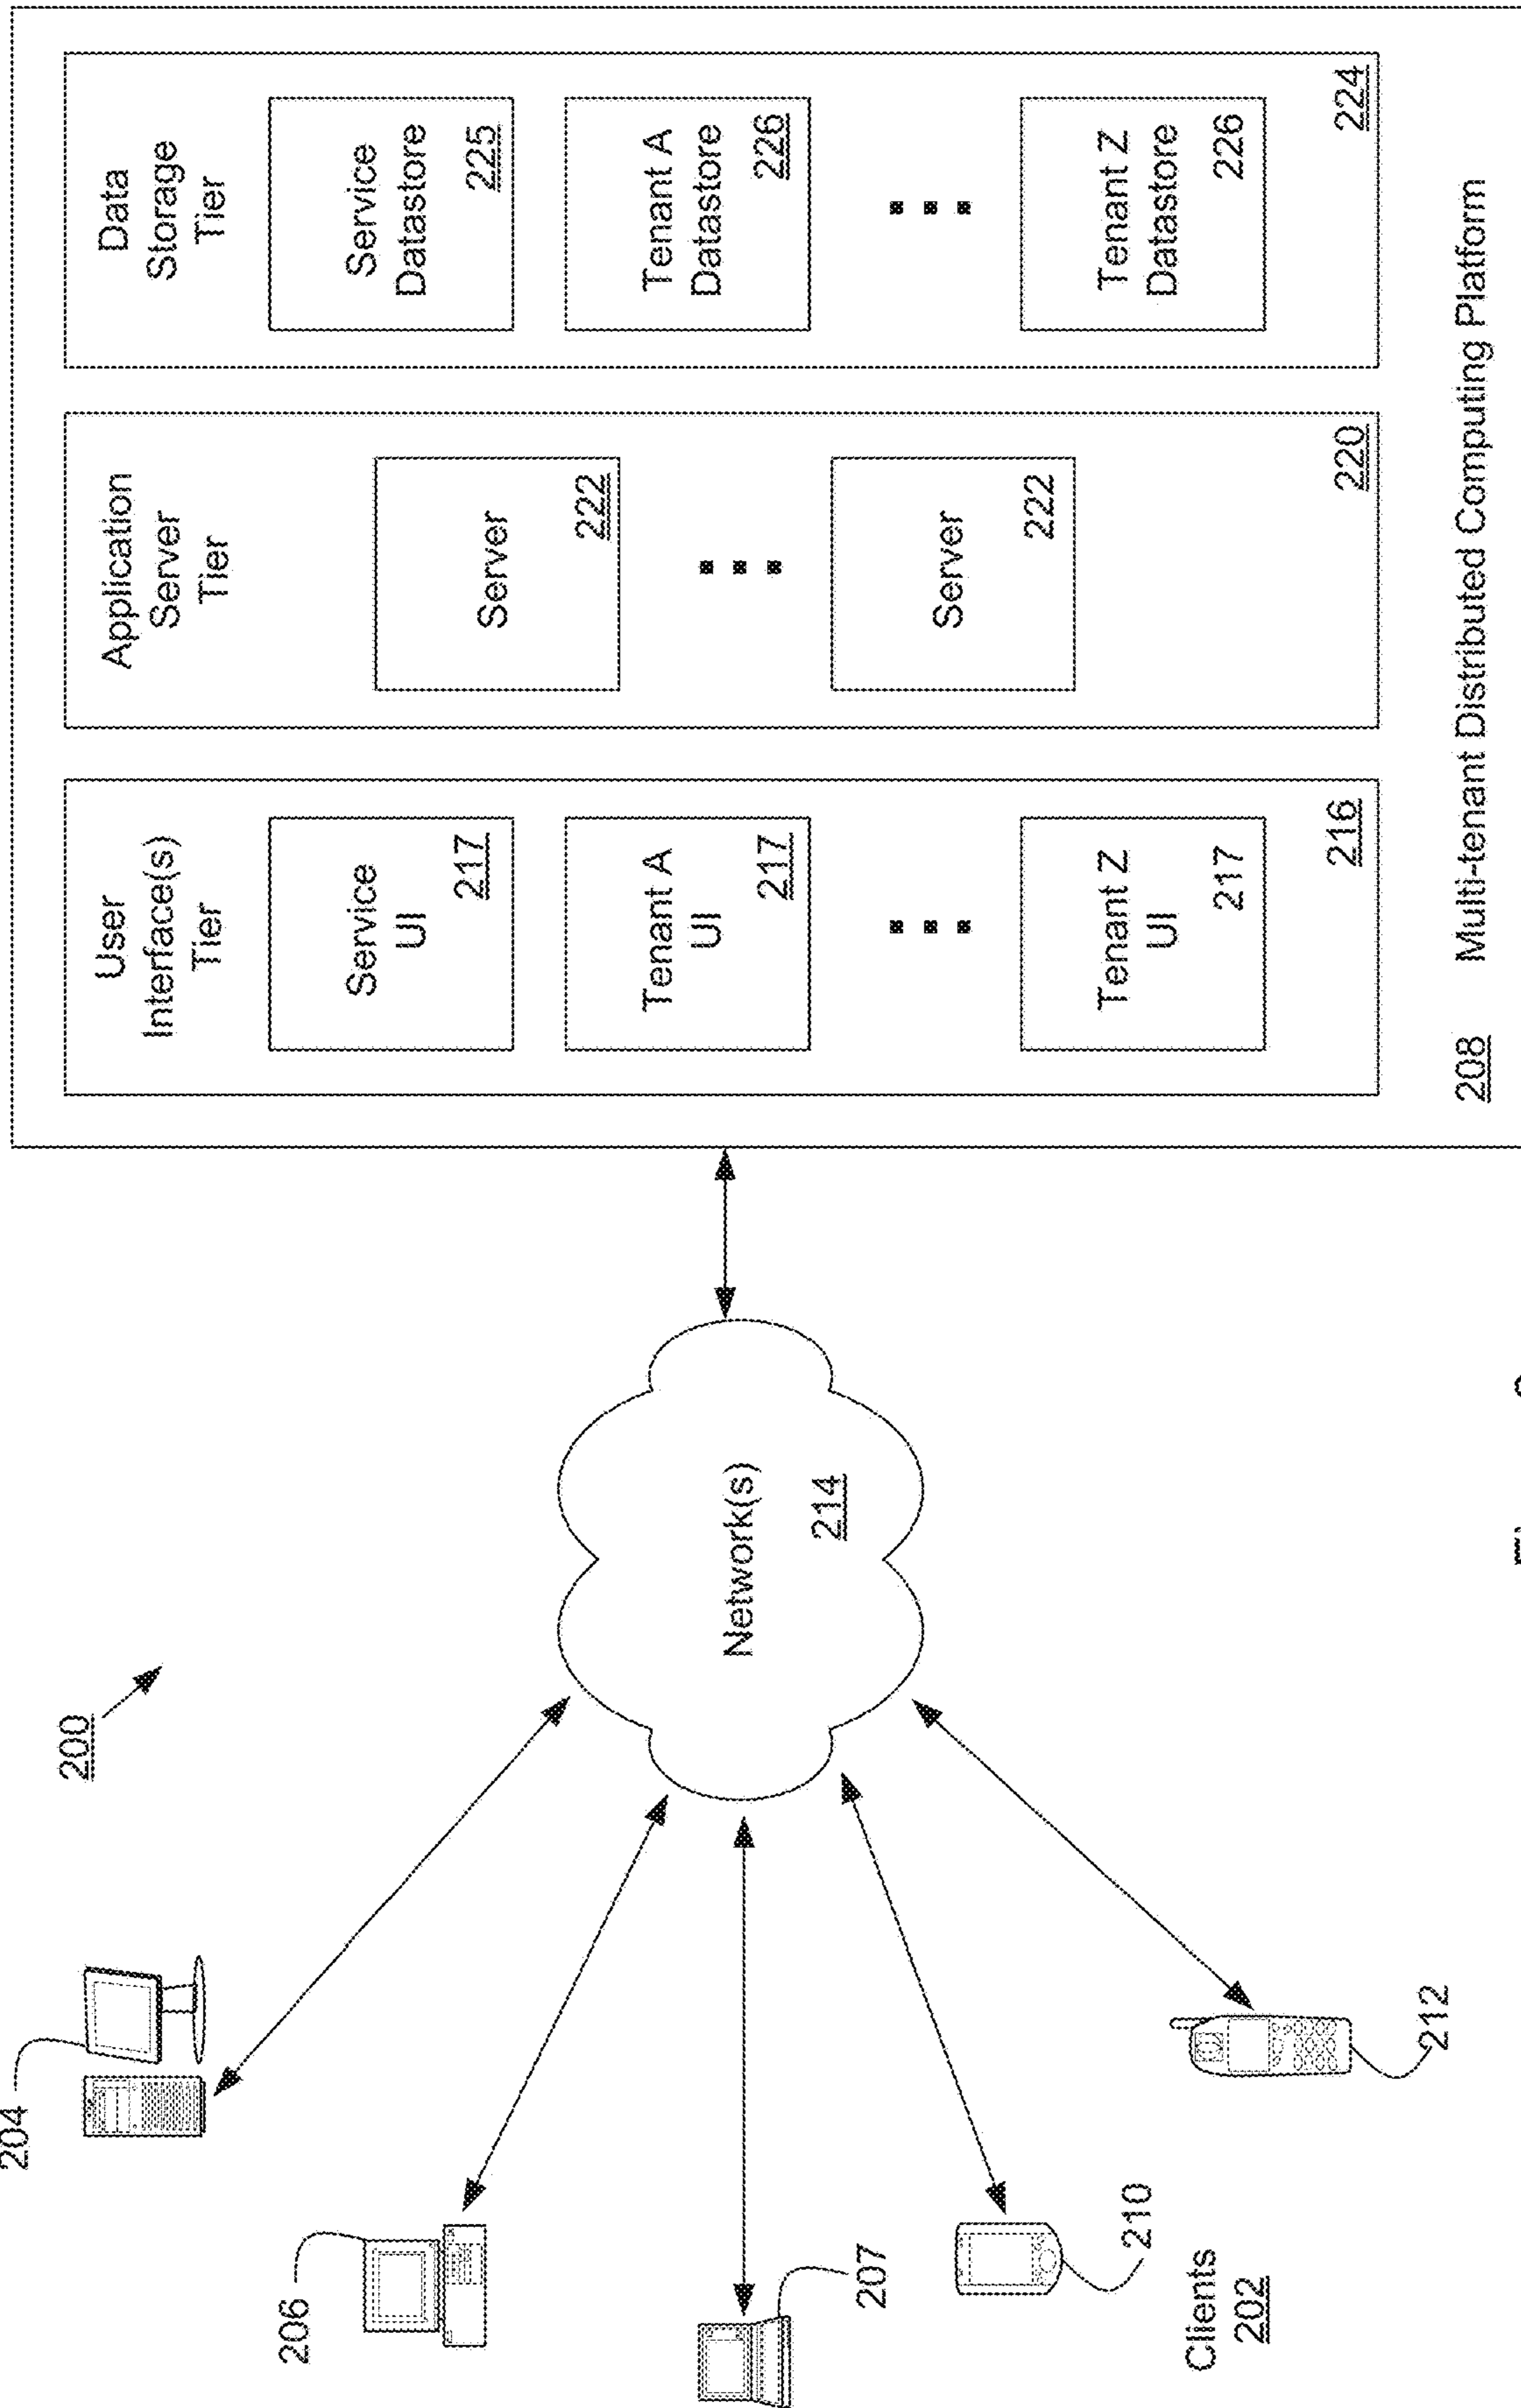 200
204
206
207
210
212
Clients
202
Network(s)
214
User
Interface(s)
Tier
Service
UI
217
Tenant A
UI
217
Tenant Z
UI
217
216
Application
Server
Tier
Server
222
Server
222
220
Data
Storage
Tier
Service
Datastore
225
Tenant A
Datastore
226
Tenant Z
Datastore
226
224
208 Multi-tenant Distributed Computing Platform